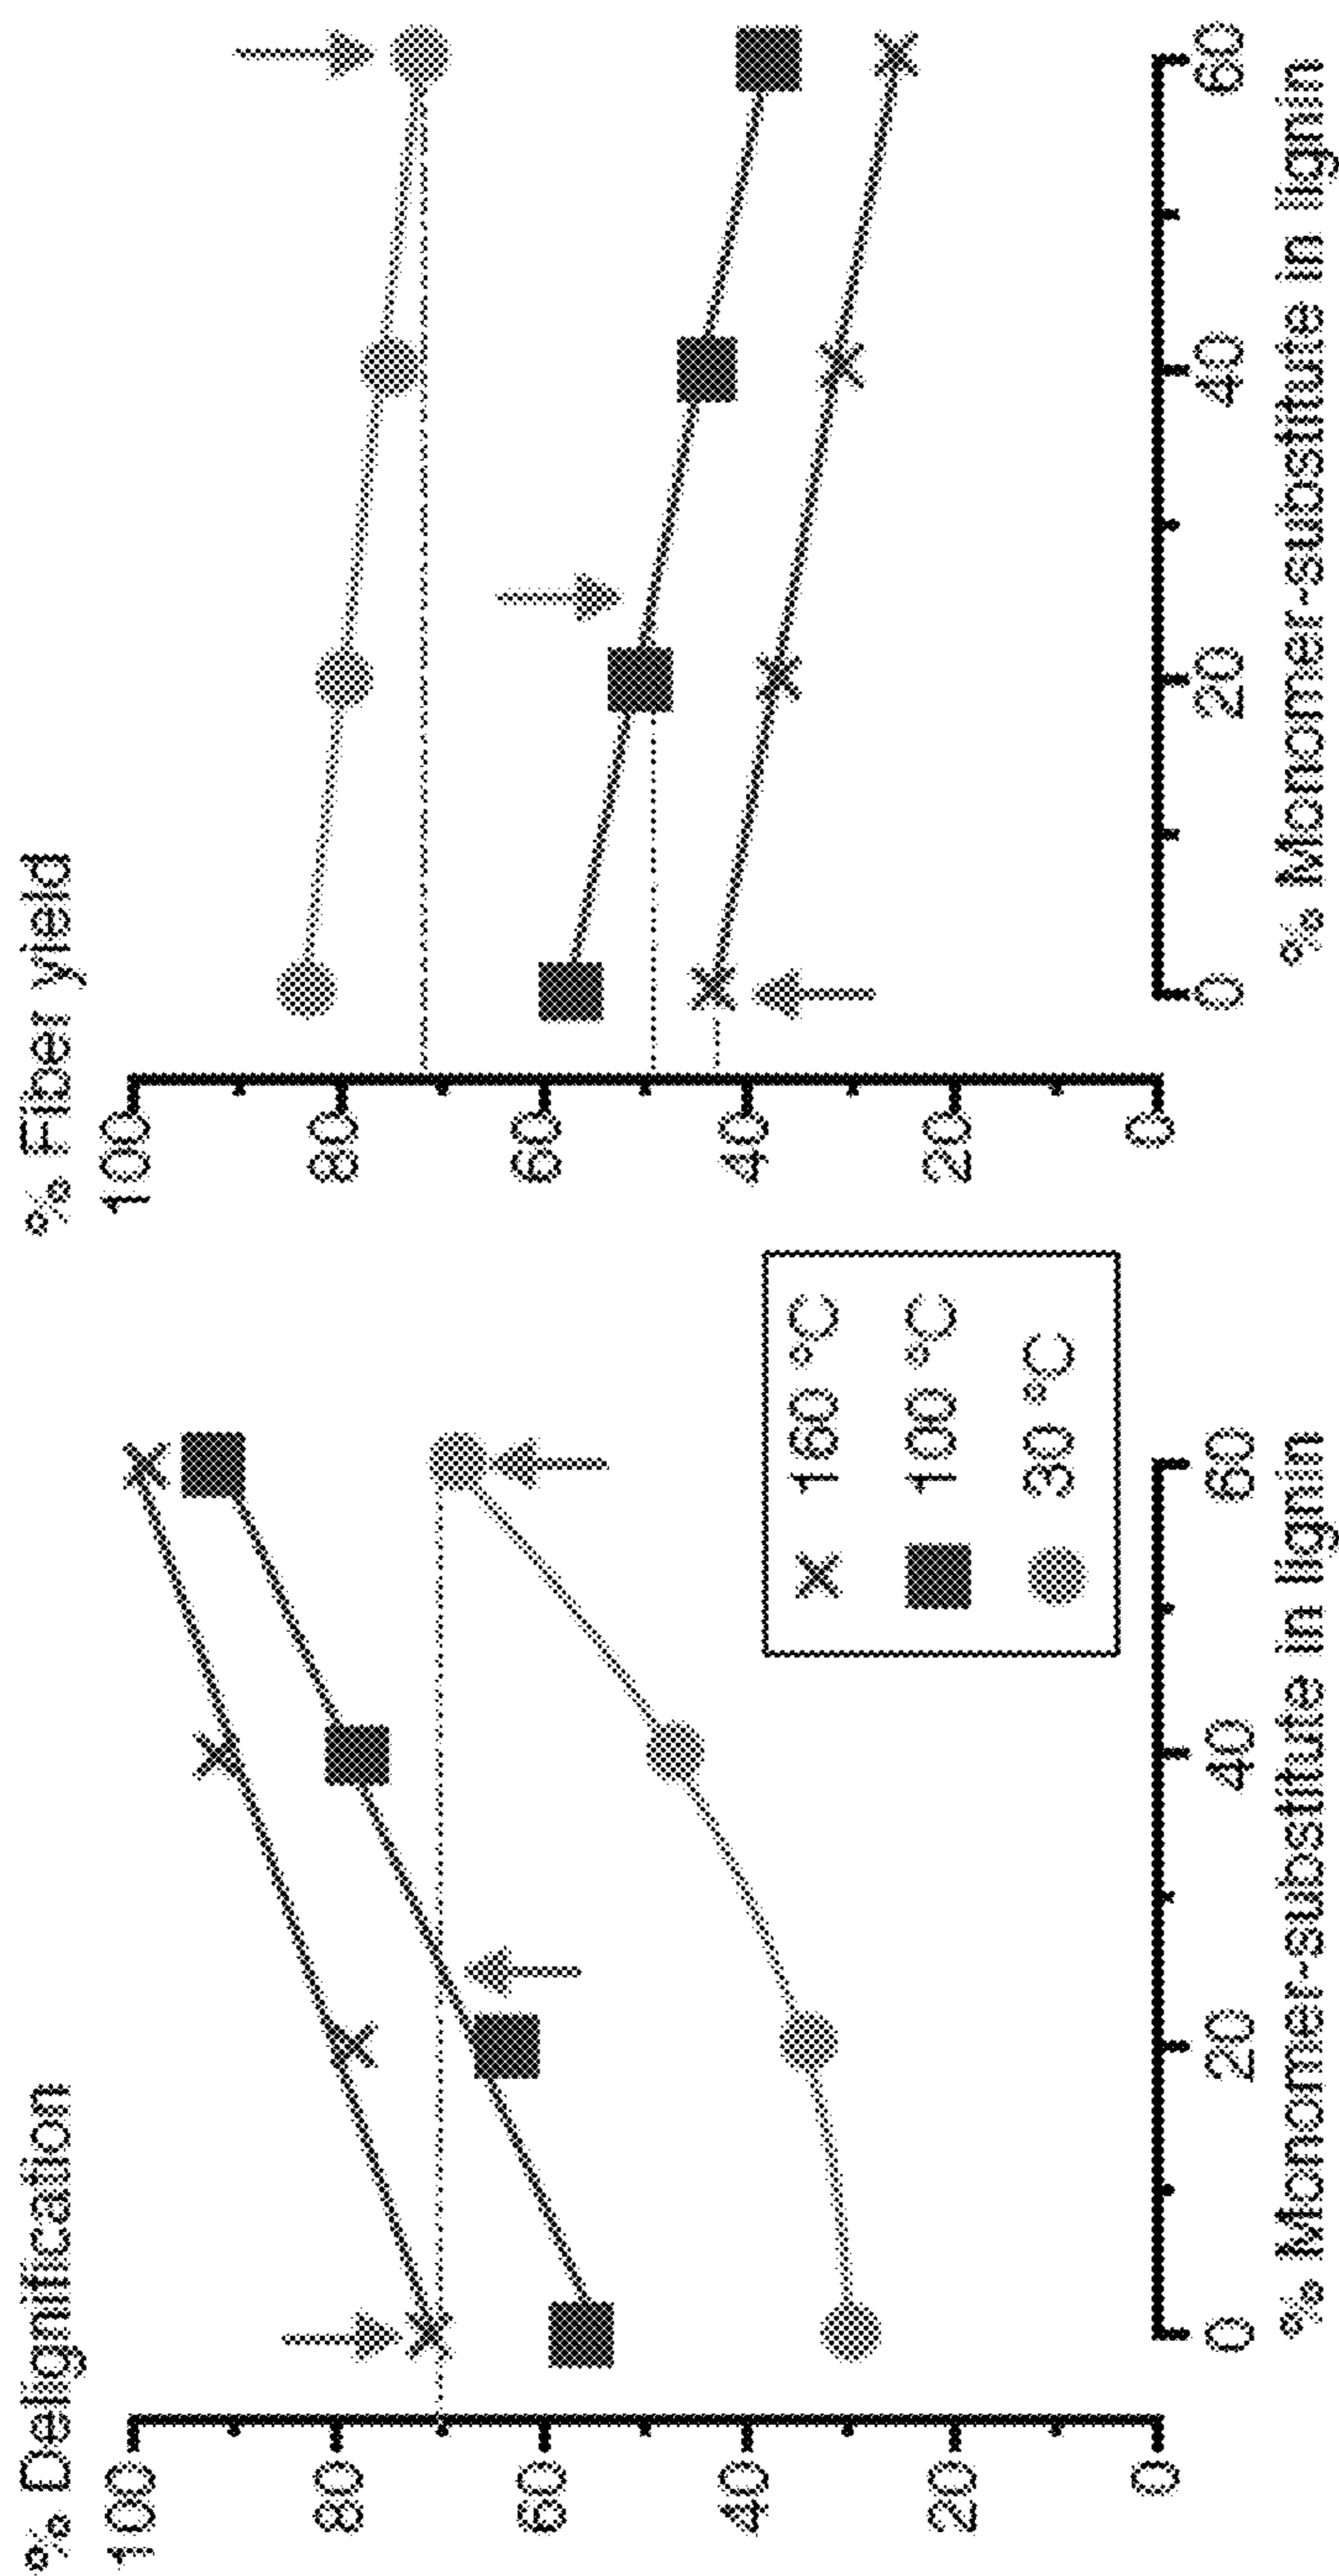 % Delignification
100
80
60
40
20
0
0 20 40 60
% Monomer-substitute in lignin
160 °C
100 °C
30 °C
% Fiber yield
100
80
60
40
20
0
0 20 40 60
% Monomer-substitute in lignin